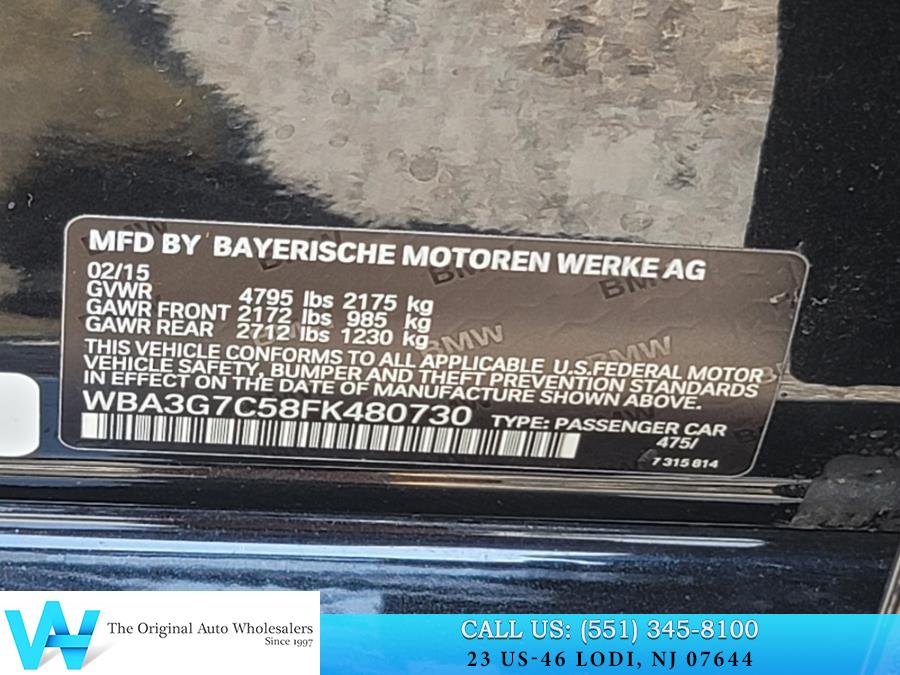 MFD BY BAYERISCHE MOTOREN WERKE AG
02/15
GVWR 4795 lbs 2175 kg
GAWR FRONT 2172 lbs 985 kg
GAWR REAR 2712 lbs 1230 kg
THIS VEHICLE CONFORMS TO ALL APPLICABLE U.S.FEDERAL MOTOR
VEHICLE SAFETY, BUMPER AND THEFT PREVENTION STANDARDS
IN EFFECT ON THE DATE OF MANUFACTURE SHOWN ABOVE.
WBA3G7C58FK480730 TYPE: PASSENGER CAR
475/
7 315 814
The Original Auto Wholesalers
Since 1997
CALL US: (551) 345-8100
23 US-46 LODI, NJ 07644